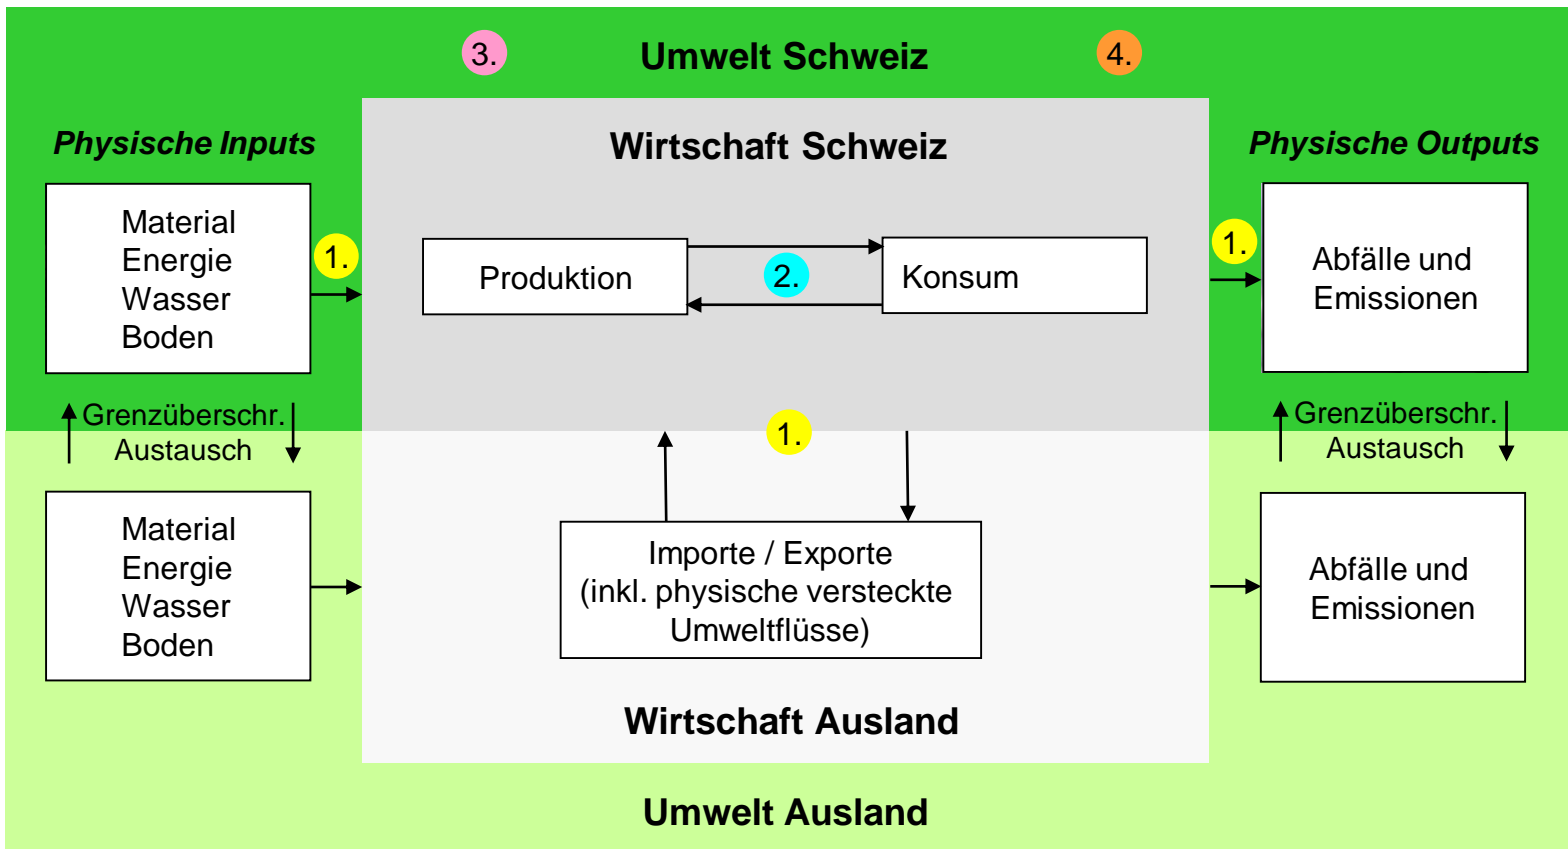 3.
Umwelt Schweiz
4.
Physische Inputs
Wirtschaft Schweiz
Physische Outputs
Material
Energie
Wasser
Boden
1.
Produktion
2.
Konsum
1.
Abfälle und
Emissionen
Grenzüberschr.
Austausch
1.
Grenzüberschr.
Austausch
Material
Energie
Wasser
Boden
Importe / Exporte
(inkl. physische versteckte
Umweltflüsse)
Abfälle und
Emissionen
Wirtschaft Ausland
Umwelt Ausland